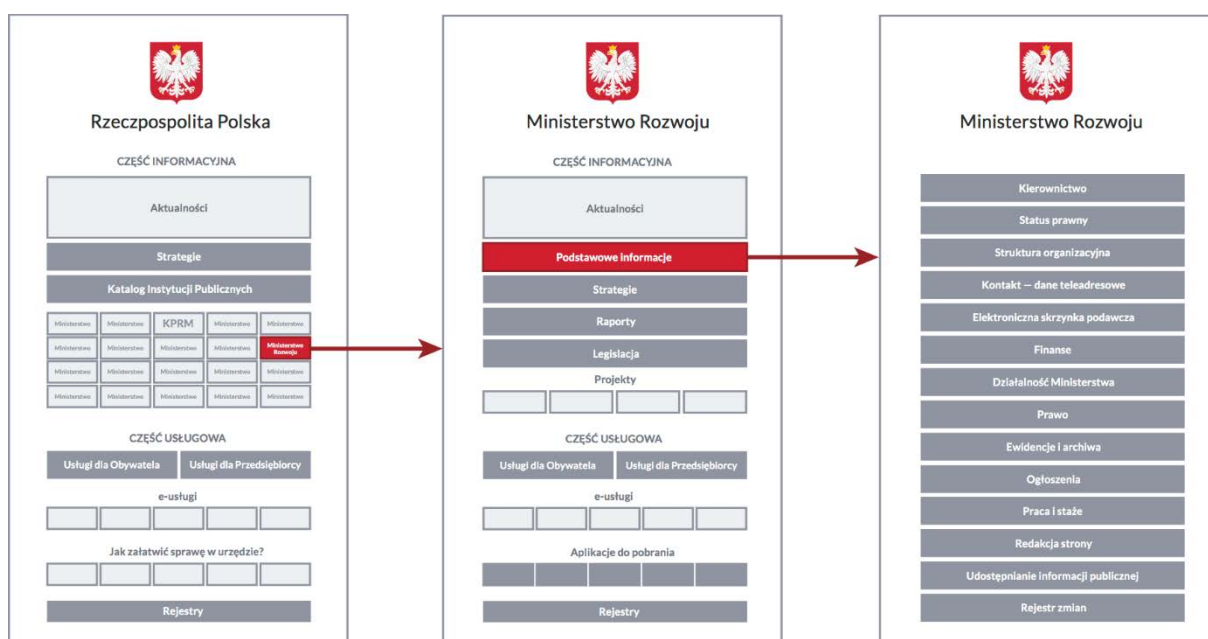 Rzeczpospolita Polska
CZĘŚĆ INFORMACYJNA
Aktualności
Strategie
Katalog Instytucji Publicznych
Ministerstwo Ministerstwo KPRM Ministerstwo Ministerstwo
Ministerstwo Ministerstwo Ministerstwo Ministerstwo Ministerstwo
Rozwoju
Ministerstwo Ministerstwo Ministerstwo Ministerstwo Ministerstwo
Ministerstwo Ministerstwo Ministerstwo Ministerstwo Ministerstwo
CZĘŚĆ USŁUGOWA
Usługi dla Obywatela Usługi dla Przedsiębiorcy
e-usługi
Jak załatwić sprawę w urzędzie?
Rejestry
Ministerstwo Rozwoju
CZĘŚĆ INFORMACYJNA
Aktualności
Podstawowe informacje
Strategie
Raporty
Legislacja
Projekty
CZĘŚĆ USŁUGOWA
Usługi dla Obywatela Usługi dla Przedsiębiorcy
e-usługi
Aplikacje do pobrania
Rejestry
Ministerstwo Rozwoju
Kierownictwo
Status prawny
Struktura organizacyjna
Kontakt — dane teleadresowe
Elektroniczna skrzynka podawcza
Finanse
Działalność Ministerstwa
Prawo
Ewidencje i archiwa
Ogłoszenia
Praca i staże
Redakcja strony
Udostępnianie informacji publicznej
Rejestr zmian